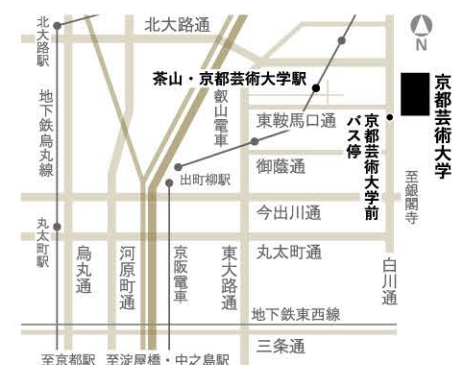 北大路通
北大路駅
N
茶山・京都芸術大学駅
京都芸術大学
地下鉄烏丸線
叡山電車
東鞍馬口通
京都芸術大学前
バス停
御蔭通
出町柳駅
至銀閣寺
今出川通
丸太町駅
烏丸通
河原町通
京阪電車
東大路通
丸太町通
白川通
地下鉄東西線
三条通
至京都駅
至淀屋橋・中之島駅